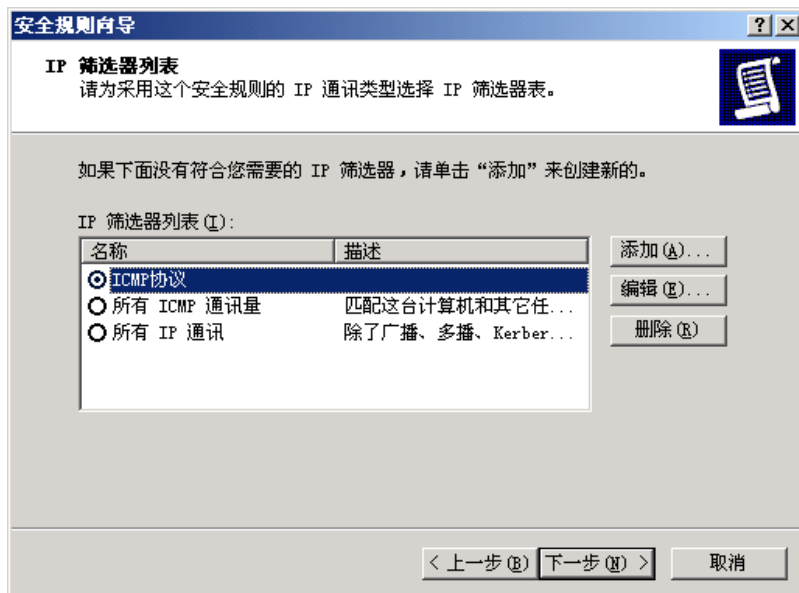 安全规则向导
IP 筛选器列表
请为采用这个安全规则的 IP 通讯类型选择 IP 筛选器表。
如果下面没有符合您需要的 IP 筛选器，请单击“添加”来创建新的。
IP 筛选器列表(I):
名称 描述
ICMP协议
所有 ICMP 通讯量 匹配这台计算机和其它任...
所有 IP 通讯 除了广播、多播、Kerber...
添加(A)...
编辑(E)...
删除(R)
< 上一步(B) 下一步(N) > 取消